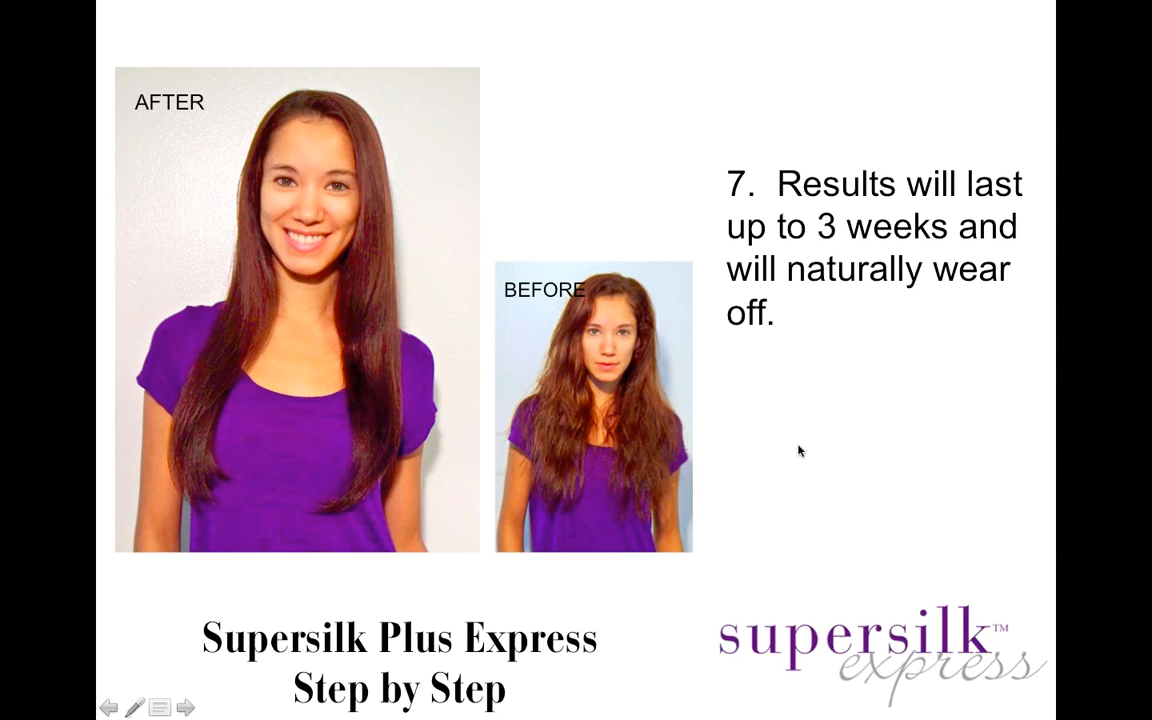 AFTER
BEFORE
7. Results will last
up to 3 weeks and
will naturally wear
off.
Supersilk Plus Express
Step by Step
supersilk™
express